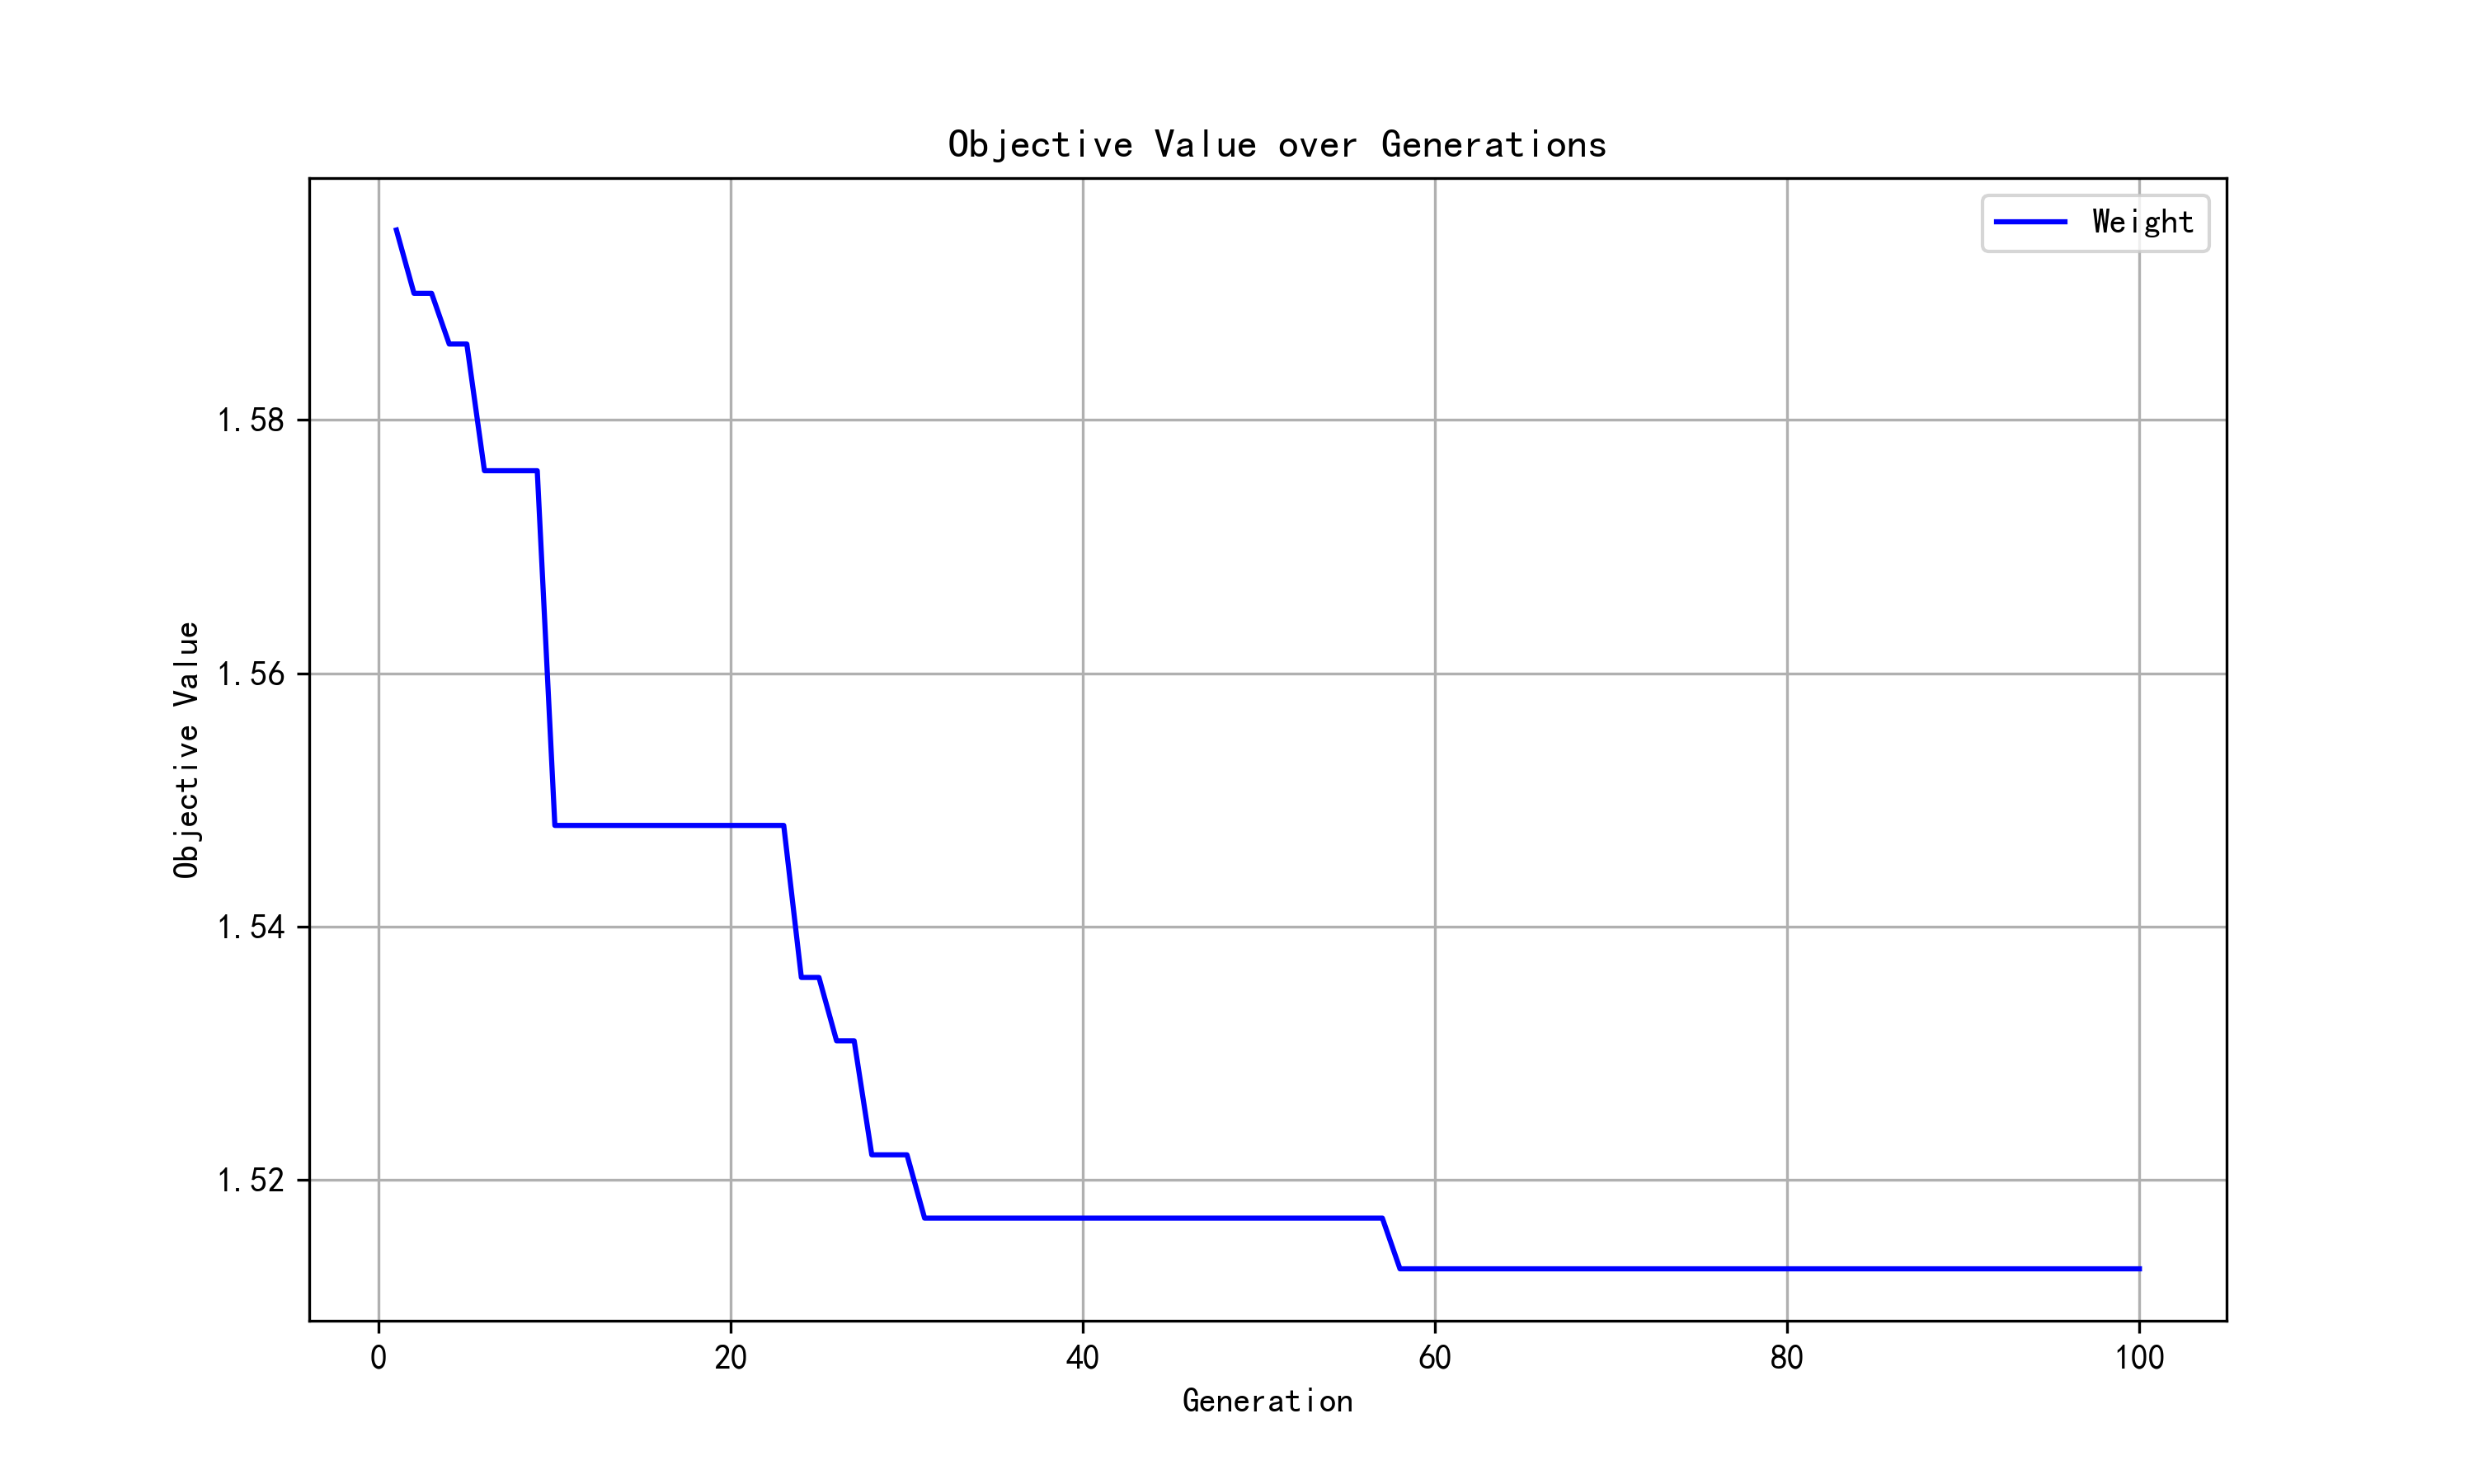 Objective Value over Generations
Weight
Objective Value
1.58
1.56
1.54
1.52
0 20 40 60 80 100
Generation